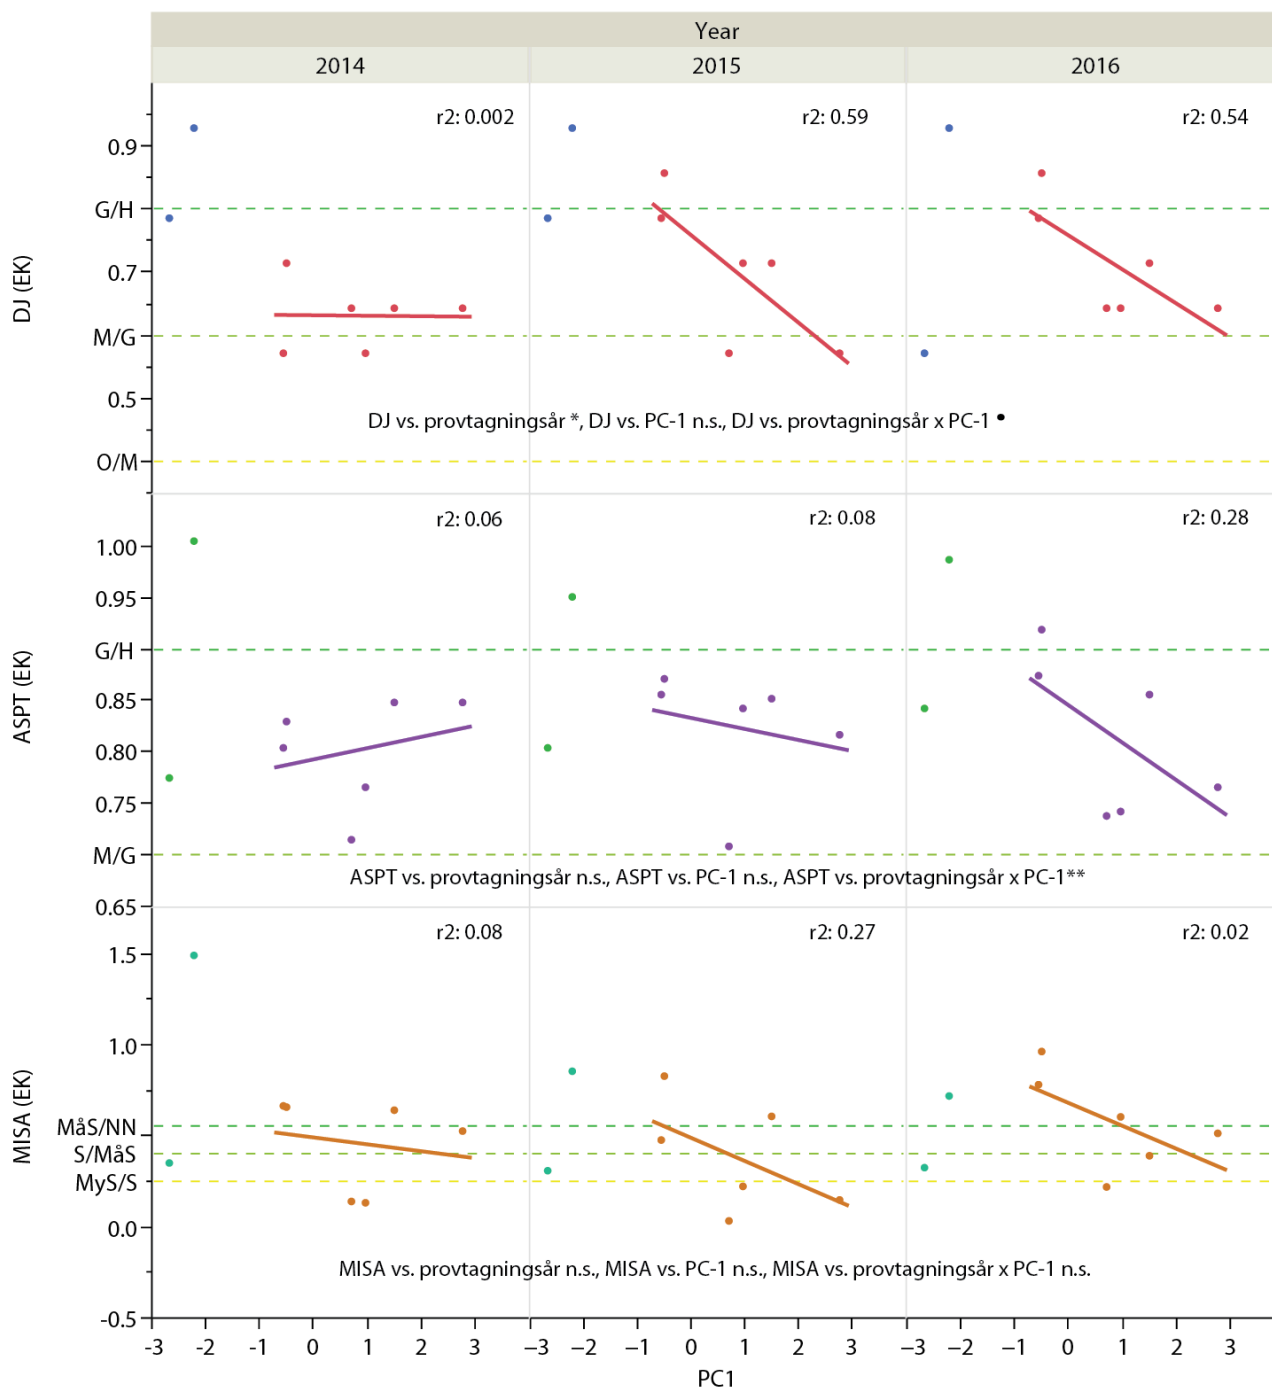 Year
2014 2015 2016
r2: 0.002 r2: 0.59 r2: 0.54
0.9
G/H
0.7
DJ (EK)
M/G
0.5
DJ vs. provtagningsår *, DJ vs. PC-1 n.s., DJ vs. provtagningsår x PC-1 •
O/M
r2: 0.06 r2: 0.08 r2: 0.28
1.00
0.95
G/H
ASPT (EK)
0.85
0.80
0.75
M/G
ASPT vs. provtagningsår n.s., ASPT vs. PC-1 n.s., ASPT vs. provtagningsår x PC-1**
0.65
r2: 0.08 r2: 0.27 r2: 0.02
1.5
1.0
MISA (EK)
MåS/NN
S/MåS
MyS/S
0.0
MISA vs. provtagningsår n.s., MISA vs. PC-1 n.s., MISA vs. provtagningsår x PC-1 n.s.
-0.5
-3 -2 -1 0 1 2 3 −3 −2 −1 0 1 2 3 −3 −2 −1 0 1 2 3
PC1